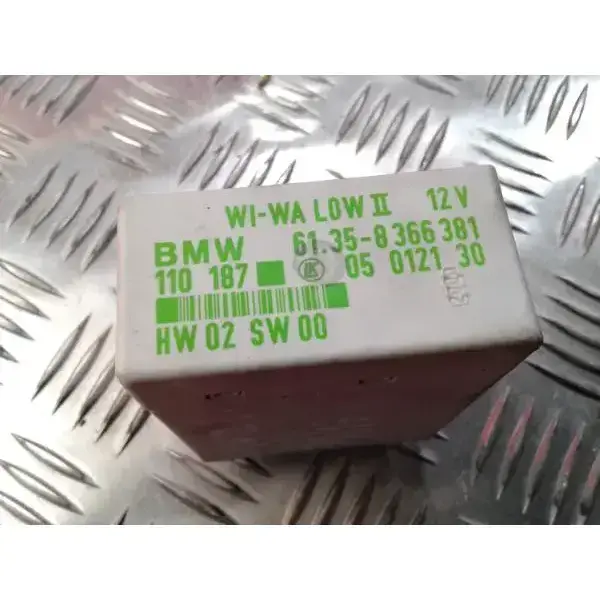 WI-WA LOW II 12V
BMW 61.35-8 366 381
110 187 05 0121 30
HW 02 SW 00